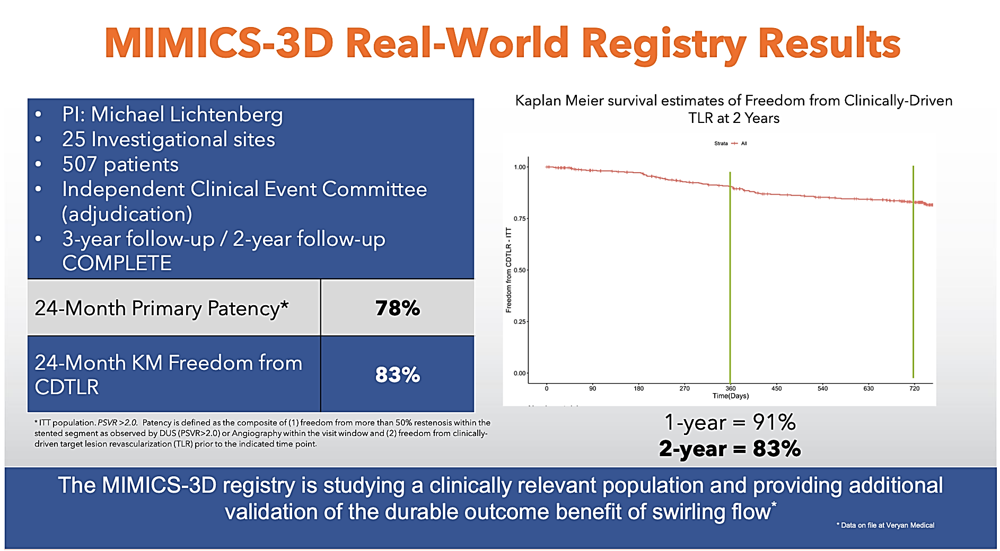 MIMICS-3D Real-World Registry Results
• PI: Michael Lichtenberg
• 25 Investigational sites
• 507 patients
• Independent Clinical Event Committee
(adjudication)
• 3-year follow-up / 2-year follow-up
COMPLETE
24-Month Primary Patency* 78%
24-Month KM Freedom from
CDTLR
83%
* ITT population. PSVR >2.0. Patency is defined as the composite of (1) freedom from more than 50% restenosis within the
stented segment as observed by DUS (PSVR>2.0) or Angiography within the visit window and (2) freedom from clinically-
driven target lesion revascularization (TLR) prior to the indicated time point.
Kaplan Meier survival estimates of Freedom from Clinically-Driven
TLR at 2 Years
Strata All
Freedom from CDTLR - ITT
1.00
0.75
0.50
0.25
0.00
0 90 180 270 360 450 540 630 720
Time(Days)
1-year = 91%
2-year = 83%
The MIMICS-3D registry is studying a clinically relevant population and providing additional
validation of the durable outcome benefit of swirling flow*
* Data on file at Veryan Medical